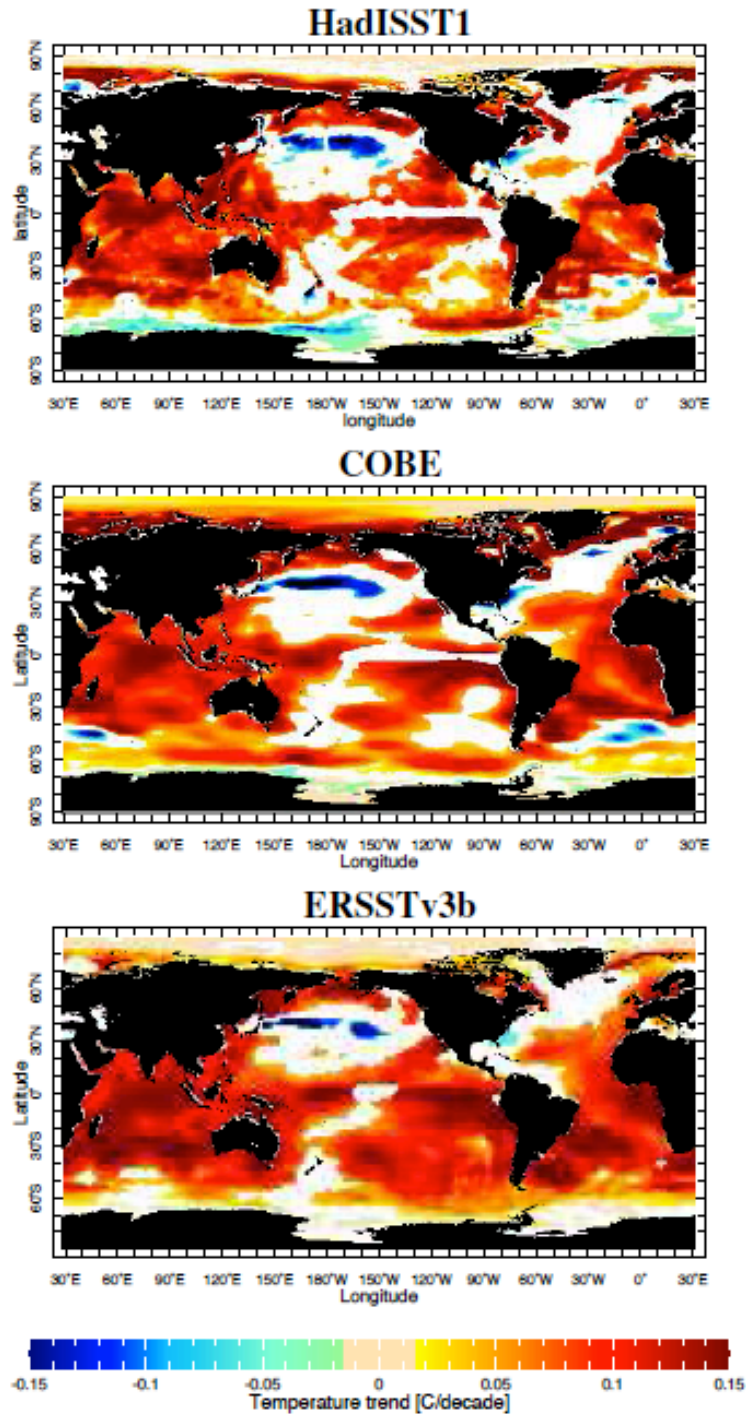 HadISST1
90°N
60°N
30°N
0°
30°S
60°S
90°S
latitude
30°E 60°E 90°E 120°E 150°E 180°W 150°W 120°W 90°W 60°W 30°W 0° 30°E
longitude
COBE
90°N
60°N
30°N
0°
30°S
60°S
90°S
Latitude
30°E 60°E 90°E 120°E 150°E 180°W 150°W 120°W 90°W 60°W 30°W 0° 30°E
Longitude
ERSSTv3b
60°N
30°N
0°
30°S
60°S
Latitude
30°E 60°E 90°E 120°E 150°E 180°W 150°W 120°W 90°W 60°W 30°W 0° 30°E
Longitude
-0.15 -0.1 -0.05 0 0.05 0.1 0.15
Temperature trend [C/decade]